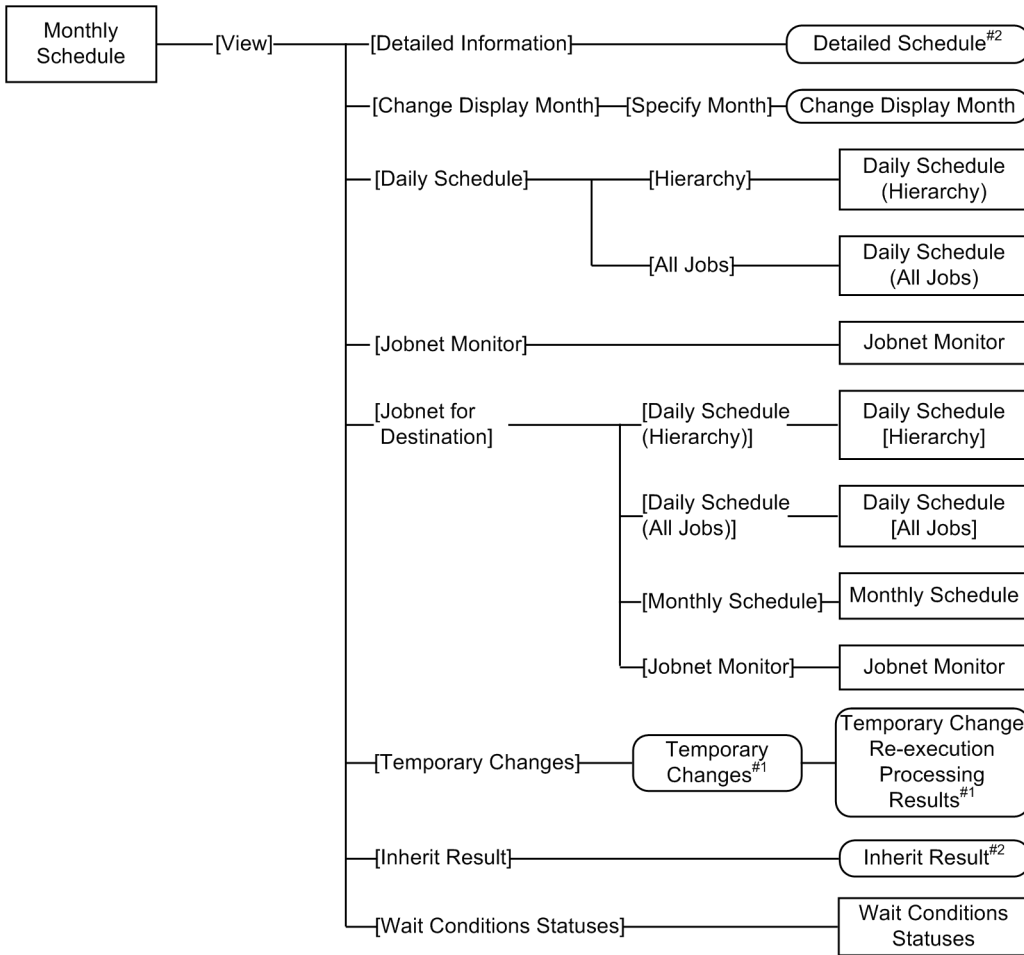 Monthly
Schedule
[View]
[Detailed Information]
Detailed Schedule#2
[Change Display Month]
[Specify Month]
Change Display Month
[Daily Schedule]
[Hierarchy]
Daily Schedule
(Hierarchy)
[All Jobs]
Daily Schedule
(All Jobs)
[Jobnet Monitor]
Jobnet Monitor
[Jobnet for
Destination]
[Daily Schedule
(Hierarchy)]
Daily Schedule
[Hierarchy]
[Daily Schedule
(All Jobs)]
Daily Schedule
[All Jobs]
[Monthly Schedule]
Monthly Schedule
[Jobnet Monitor]
Jobnet Monitor
[Temporary Changes]
Temporary
Changes#1
Temporary Change
Re-execution
Processing
Results#1
[Inherit Result]
Inherit Result#2
[Wait Conditions Statuses]
Wait Conditions
Statuses